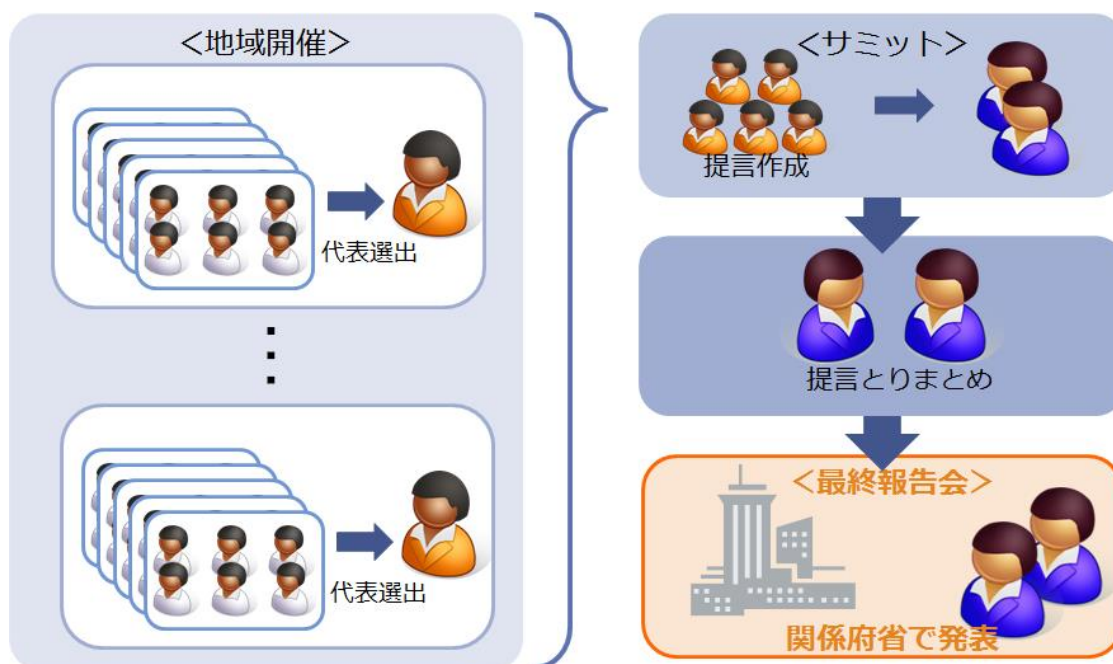 ＜地域開催＞
代表選出
代表選出
＜サミット＞
提言作成
提言とりまとめ
＜最終報告会＞
関係府省で発表